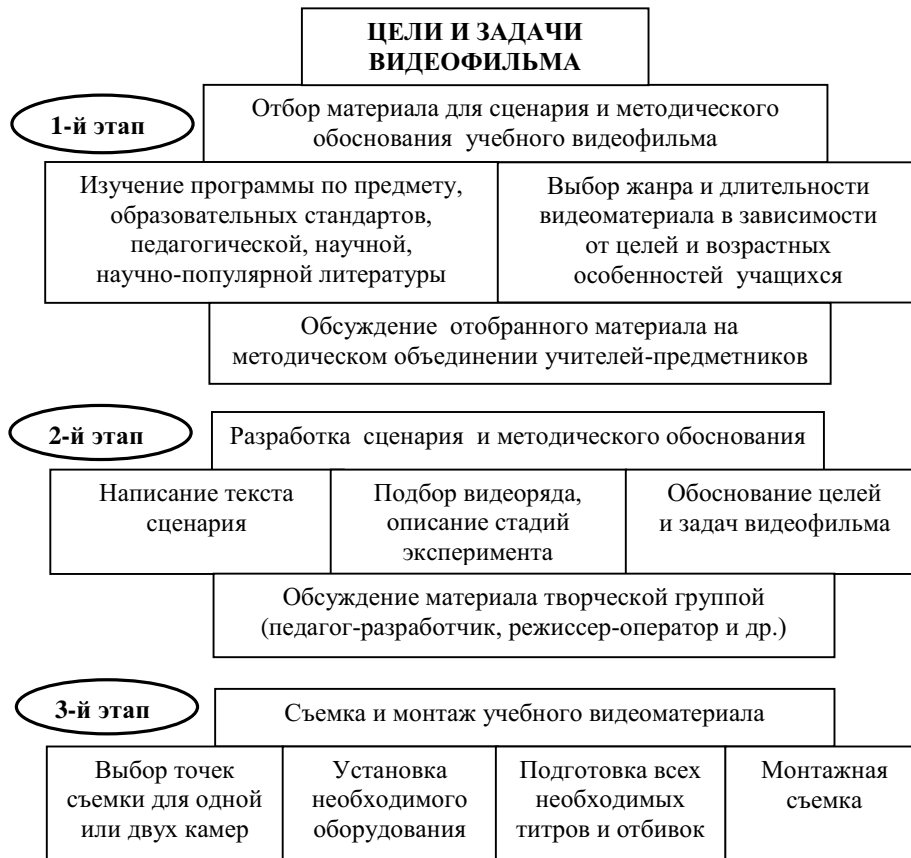 ЦЕЛИ И ЗАДАЧИ
ВИДЕОФИЛЬМА
1-й этап
Отбор материала для сценария и методического
обоснования учебного видеофильма
Изучение программы по предмету,
образовательных стандартов,
педагогической, научной,
научно-популярной литературы
Выбор жанра и длительности
видеоматериала в зависимости
от целей и возрастных
особенностей учащихся
Обсуждение отобранного материала на
методическом объединении учителей-предметников
2-й этап
Разработка сценария и методического обоснования
Написание текста
сценария
Подбор видеоряда,
описание стадий
эксперимента
Обоснование целей
и задач видеофильма
Обсуждение материала творческой группой
(педагог-разработчик, режиссер-оператор и др.)
3-й этап
Съемка и монтаж учебного видеоматериала
Выбор точек
съемки для одной
или двух камер
Установка
необходимого
оборудования
Подготовка всех
необходимых
титров и отбивок
Монтажная
съемка